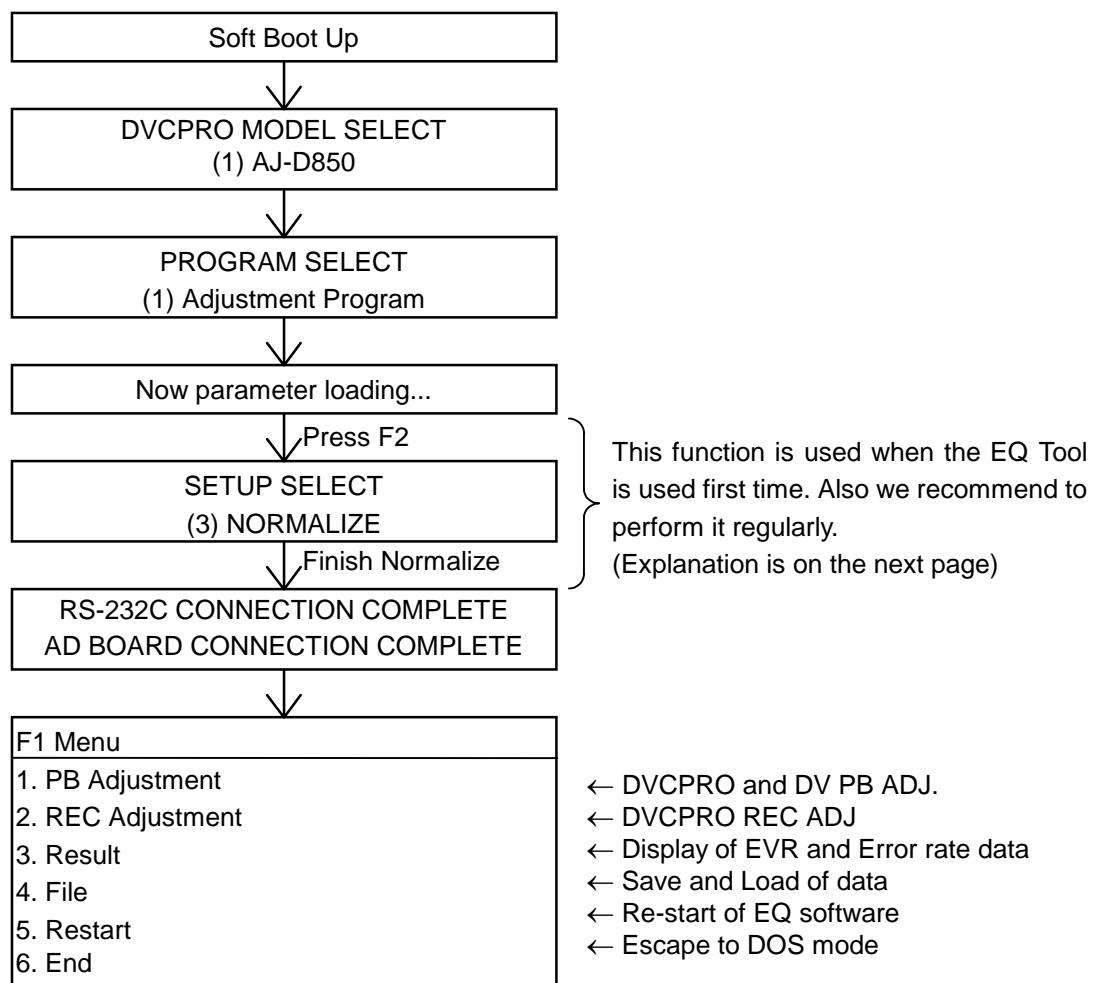 Soft Boot Up
DVCPRO MODEL SELECT
(1) AJ-D850
PROGRAM SELECT
(1) Adjustment Program
Now parameter loading...
Press F2
SETUP SELECT
(3) NORMALIZE
Finish Normalize
This function is used when the EQ Tool
is used first time. Also we recommend to
perform it regularly.
(Explanation is on the next page)
RS-232C CONNECTION COMPLETE
AD BOARD CONNECTION COMPLETE
F1 Menu
1. PB Adjustment ← DVCPRO and DV PB ADJ.
2. REC Adjustment ← DVCPRO REC ADJ
3. Result ← Display of EVR and Error rate data
4. File ← Save and Load of data
5. Restart ← Re-start of EQ software
6. End ← Escape to DOS mode